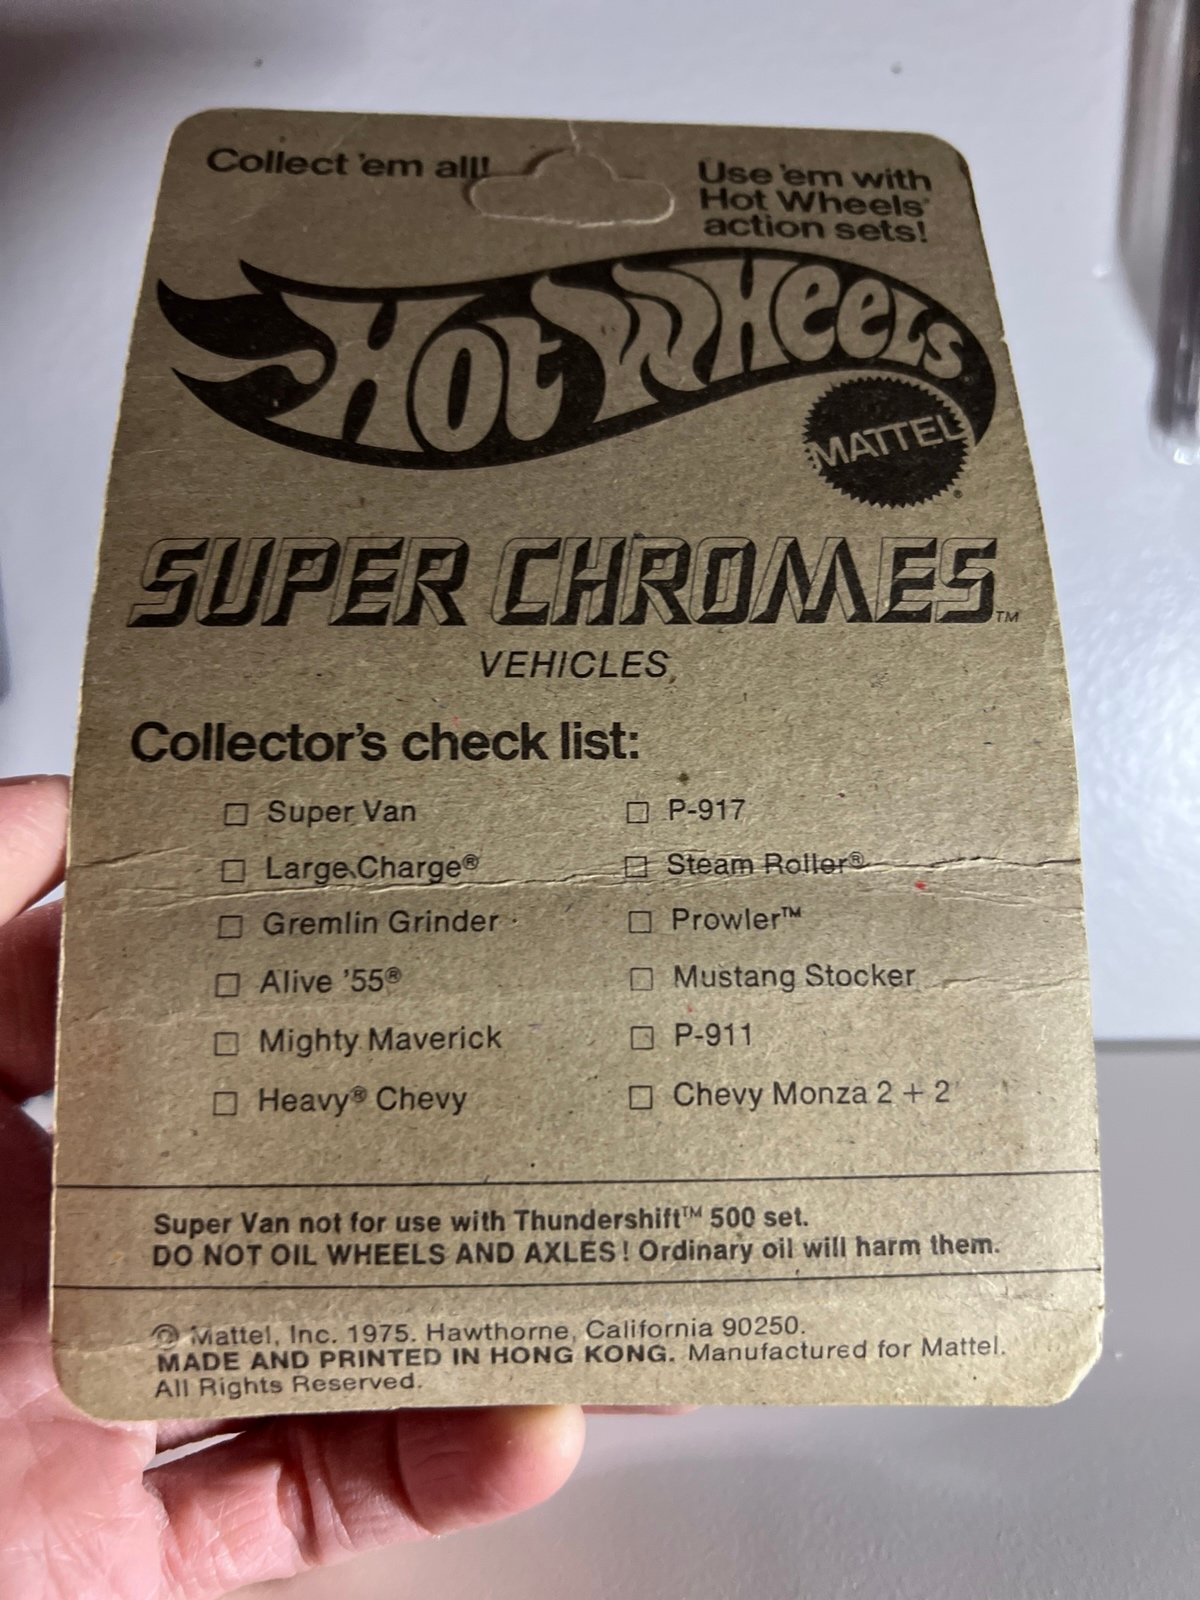 Collect 'em all!
Use 'em with
Hot Wheels®
action sets!
Hot Wheels
MATTEL®
SUPER CHROMES™
VEHICLES
Collector's check list:
☐ Super Van
☐ Large Charge®
☐ Gremlin Grinder
☐ Alive '55®
☐ Mighty Maverick
☐ Heavy® Chevy
☐ P-917
☐ Steam Roller®
☐ Prowler™
☐ Mustang Stocker
☐ P-911
☐ Chevy Monza 2 + 2
Super Van not for use with Thundershift™ 500 set.
DO NOT OIL WHEELS AND AXLES! Ordinary oil will harm them.
© Mattel, Inc. 1975. Hawthorne, California 90250.
MADE AND PRINTED IN HONG KONG. Manufactured for Mattel.
All Rights Reserved.